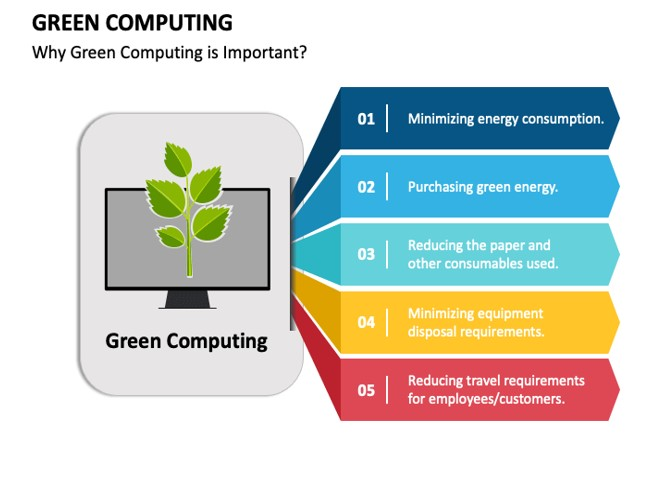 GREEN COMPUTING
Why Green Computing is Important?
01 Minimizing energy consumption.
02 Purchasing green energy.
03 Reducing the paper and
other consumables used.
04 Minimizing equipment
disposal requirements.
05 Reducing travel requirements
for employees/customers.
Green Computing